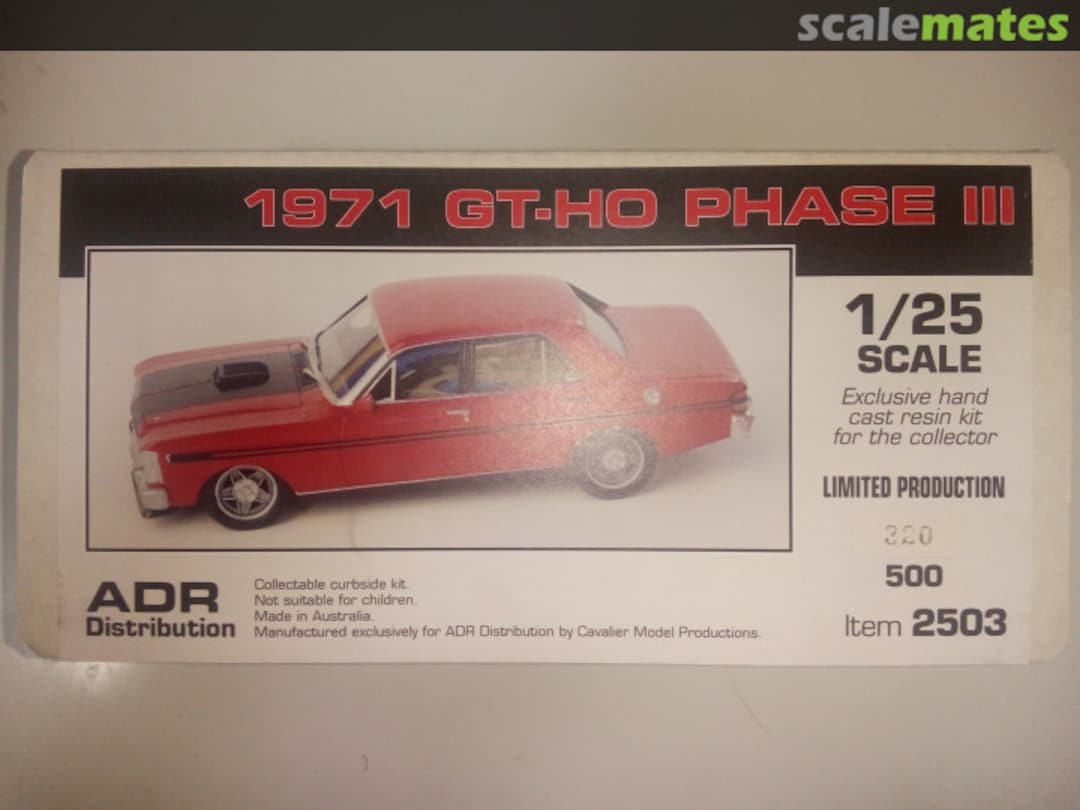 scalemates
1971 GT-HO PHASE III
1/25
SCALE
Exclusive hand
cast resin kit
for the collector
LIMITED PRODUCTION
320
500
Item 2503
ADR
Distribution
Collectable curbside kit.
Not suitable for children.
Made in Australia.
Manufactured exclusively for ADR Distribution by Cavalier Model Productions.